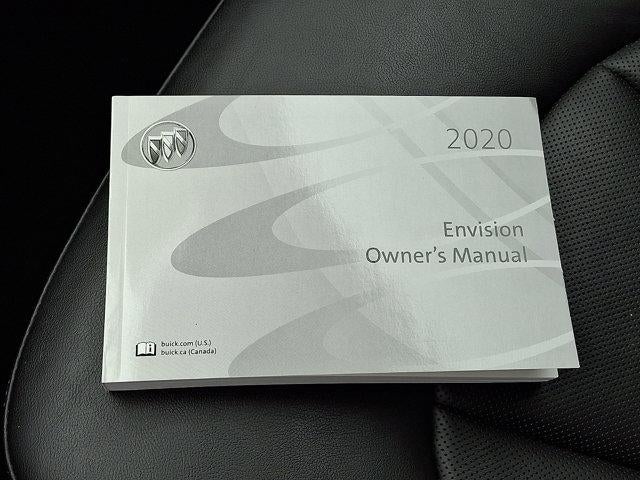 2020
Envision
Owner's Manual
buick.com (U.S.)
buick.ca (Canada)